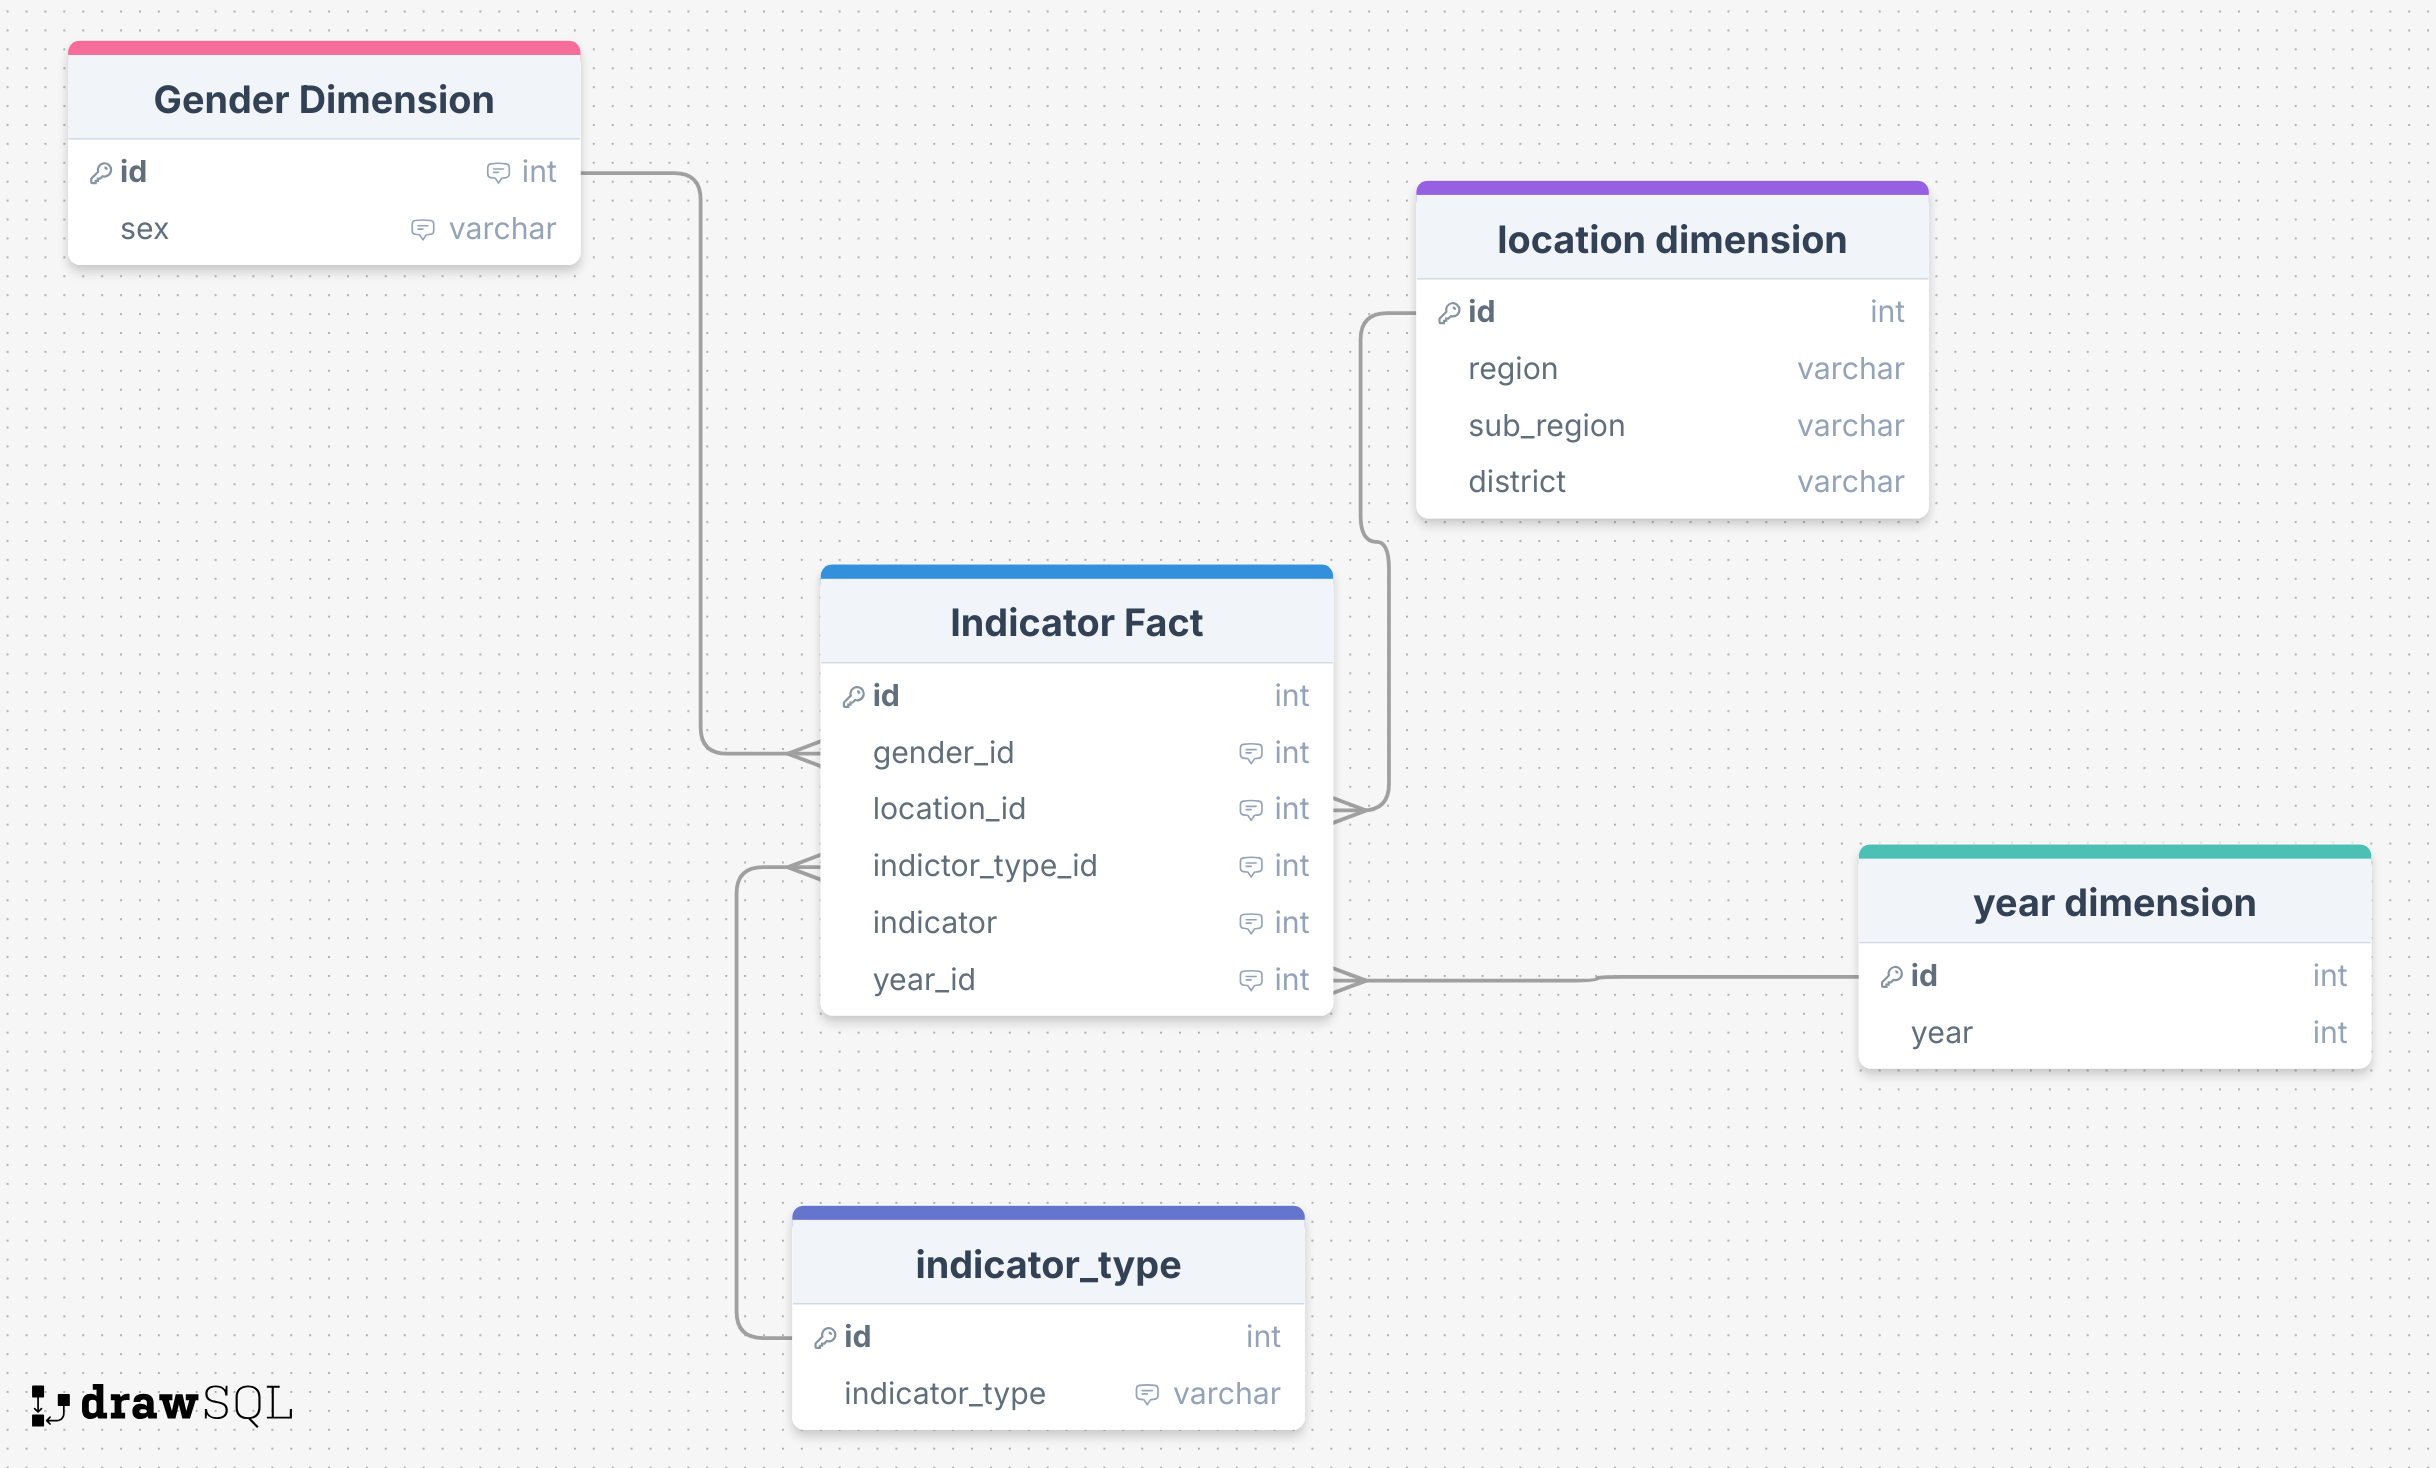 Gender Dimension
id int
sex varchar
location dimension
id int
region varchar
sub_region varchar
district varchar
Indicator Fact
id int
gender_id int
location_id int
indictor_type_id int
indicator int
year_id int
year dimension
id int
year int
indicator_type
id int
indicator_type varchar
drawSQL